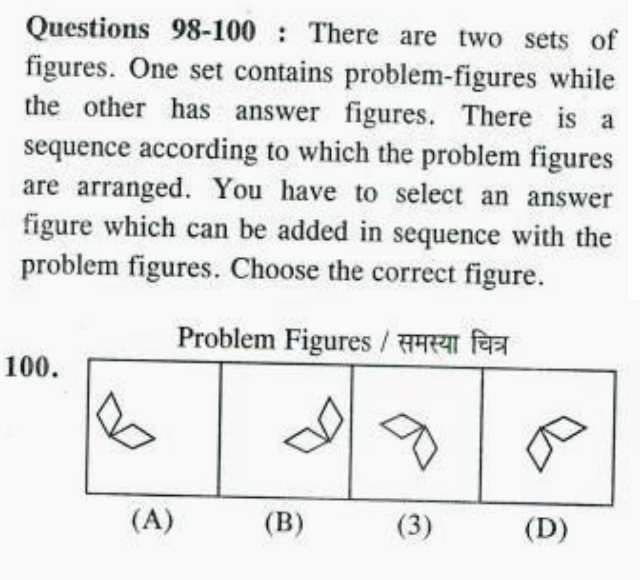 Questions 98-100 : There are two sets of
figures. One set contains problem-figures while
the other has answer figures. There is a
sequence according to which the problem figures
are arranged. You have to select an answer
figure which can be added in sequence with the
problem figures. Choose the correct figure.
Problem Figures / समस्या चित्र
100.
(A) (B) (3) (D)